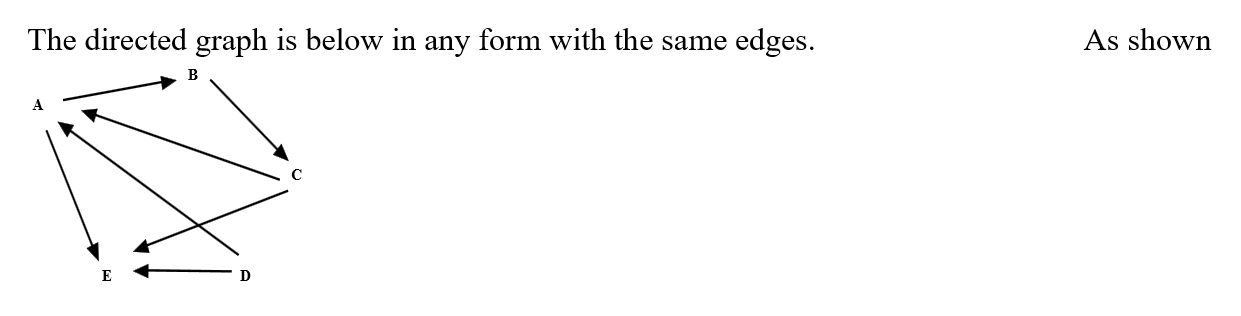 The directed graph is below in any form with the same edges. As shown
B
A
C
E D